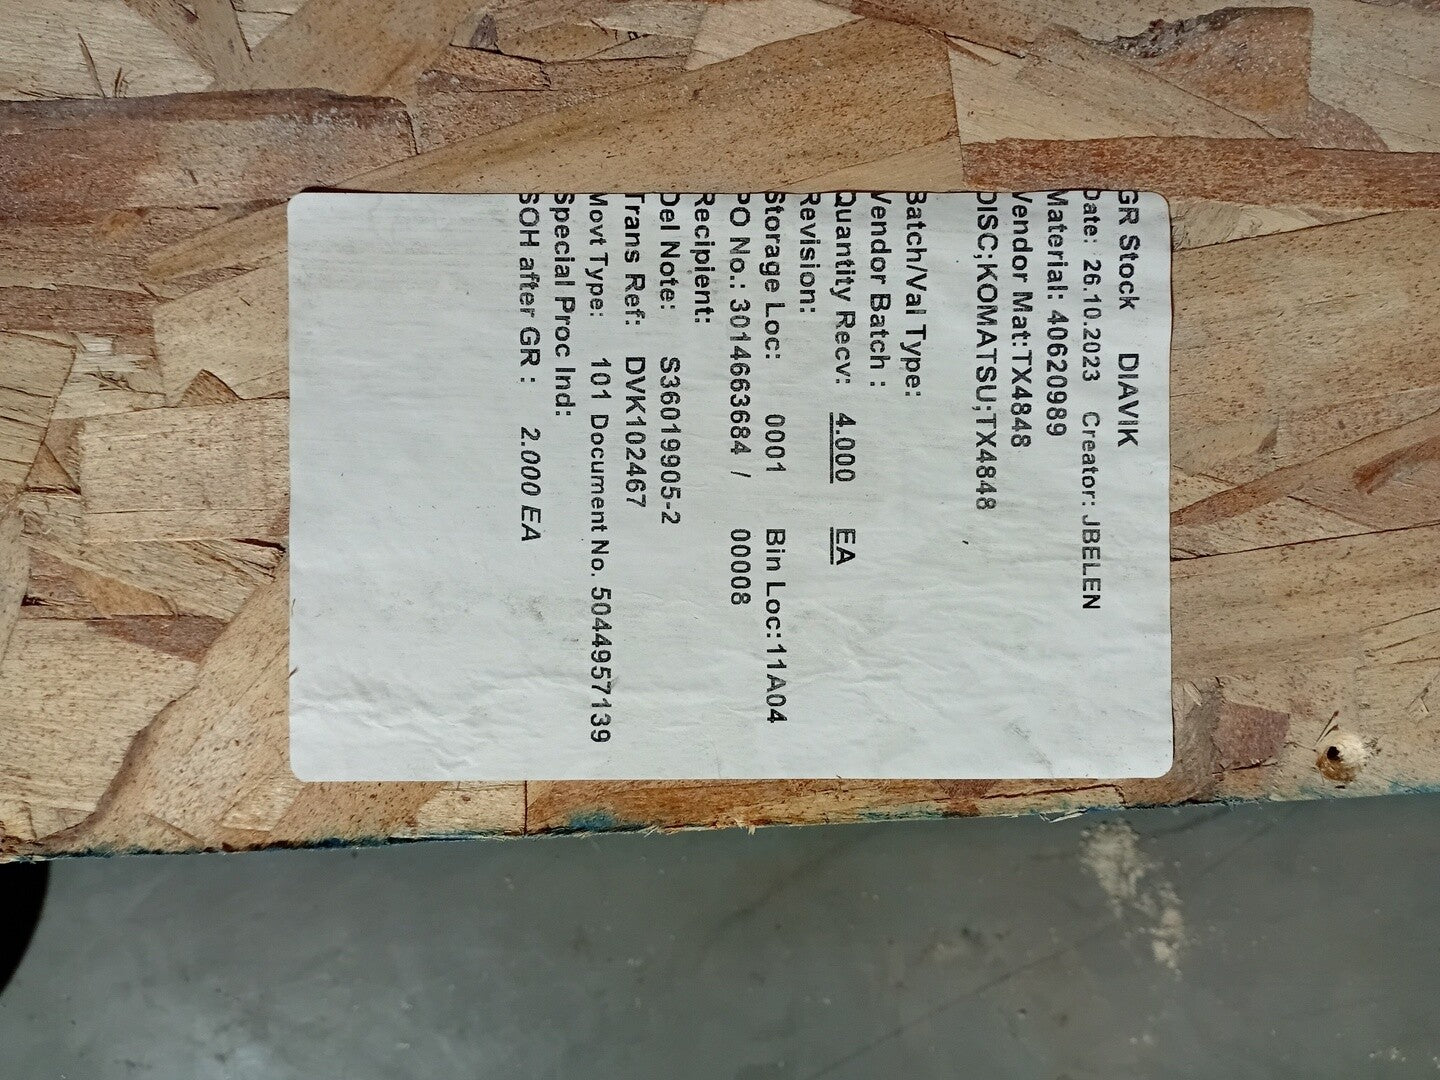 GR Stock DIAVIK
Date: 26.10.2023 Creator: JBELEN
Material: 40620989
Vendor Mat:TX4848
DISC;KOMATSU;TX4848
Batch/Val Type:
Vendor Batch :
Quantity Recv: 4.000 EA
Revision:
Storage Loc: 0001 Bin Loc:11A04
PO No.: 3014663684 / 00008
Recipient:
Del Note: S36019905-2
Trans Ref: DVK102467
Movt Type: 101 Document No. 5044957139
Special Proc Ind:
SOH after GR : 2.000 EA